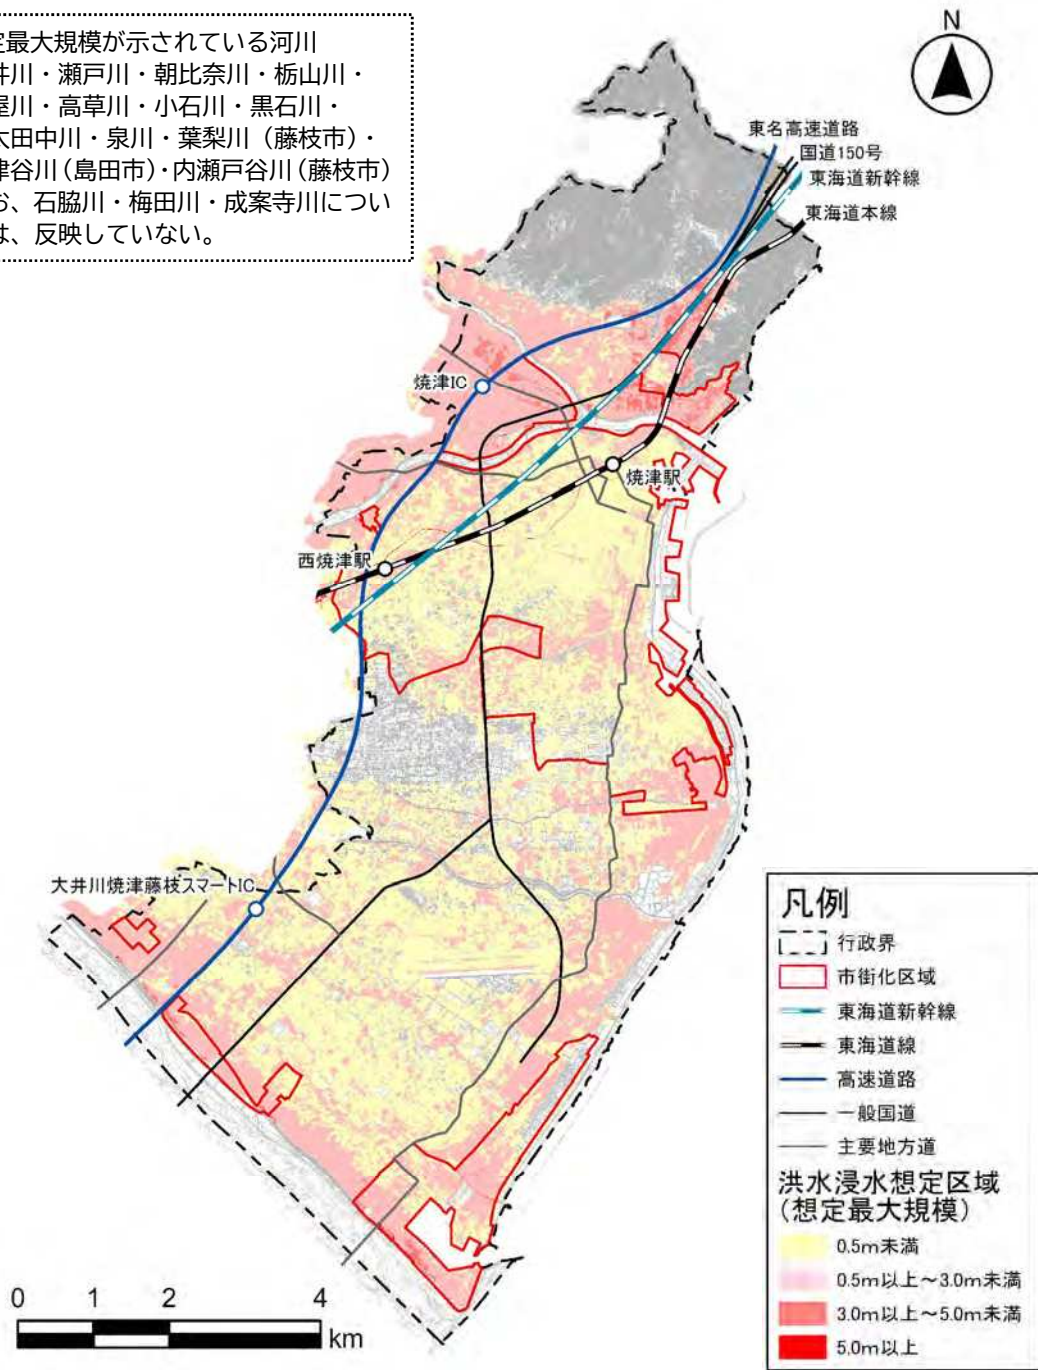 定最大規模が示されている河川
井川・瀬戸川・朝比奈川・栃山川・
屋川・高草川・小石川・黒石川・
太田中川・泉川・葉梨川（藤枝市）・
津谷川（島田市）・内瀬戸谷川（藤枝市）
お、石脇川・梅田川・成案寺川につい
は、反映していない。
N
東名高速道路
国道150号
東海道新幹線
東海道本線
焼津IC
焼津駅
西焼津駅
大井川焼津藤枝スマートIC
凡例
行政界
市街化区域
東海道新幹線
東海道線
高速道路
一般国道
主要地方道
洪水浸水想定区域
（想定最大規模）
0.5m未満
0.5m以上～3.0m未満
3.0m以上～5.0m未満
5.0m以上
0 1 2 4
km